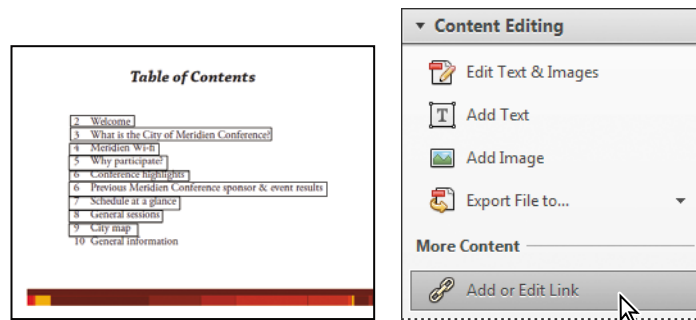 Table of Contents
2 Welcome
3 What is the City of Meridien Conference?
4 Meridien Wi-fi
5 Why participate?
6 Conference highlights
6 Previous Meridien Conference sponsor & event results
7 Schedule at a glance
8 General sessions
9 City map
10 General information
Content Editing
Edit Text & Images
T Add Text
Add Image
Export File to...
More Content
Add or Edit Link